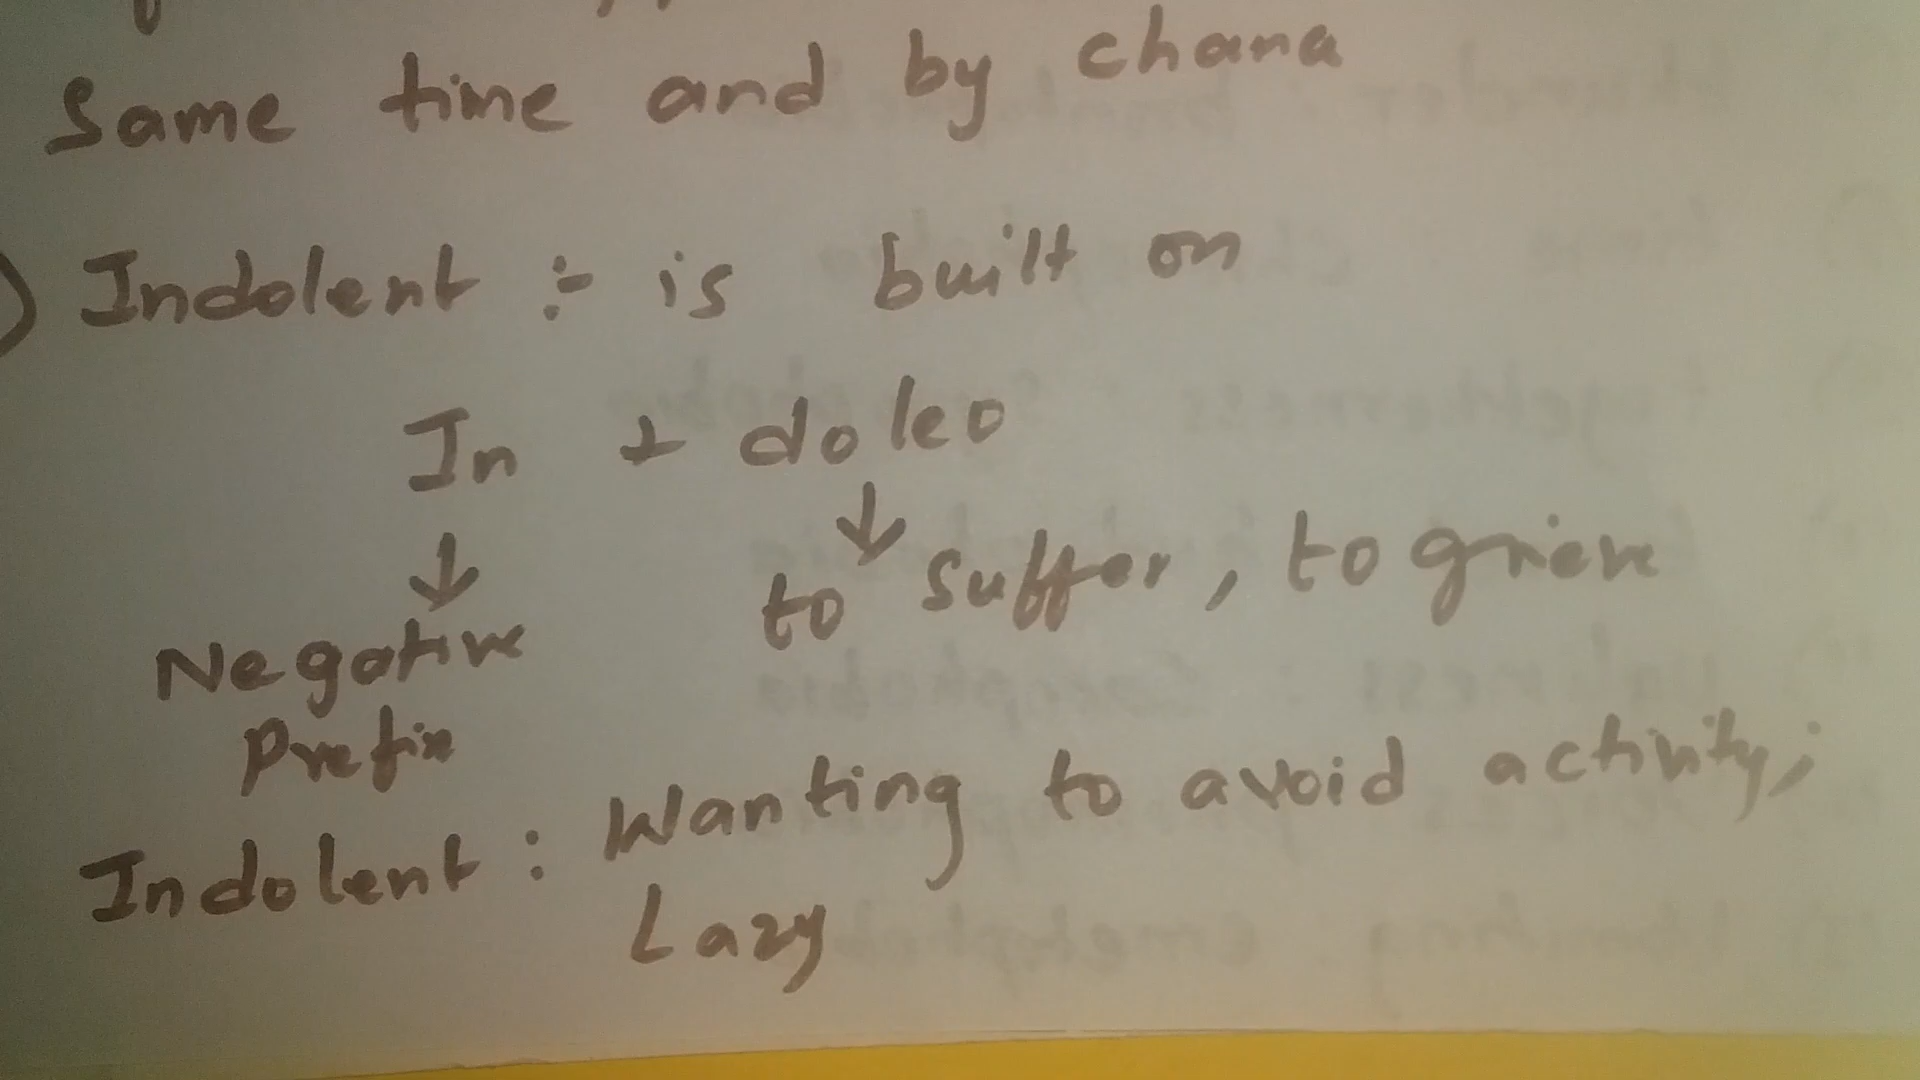 Same time and by chana
) Indolent :- is built on
In + doleo
↓ ↓
to suffer, to grieve
Negative
Prefix
Indolent : Wanting to avoid activity;
Lazy